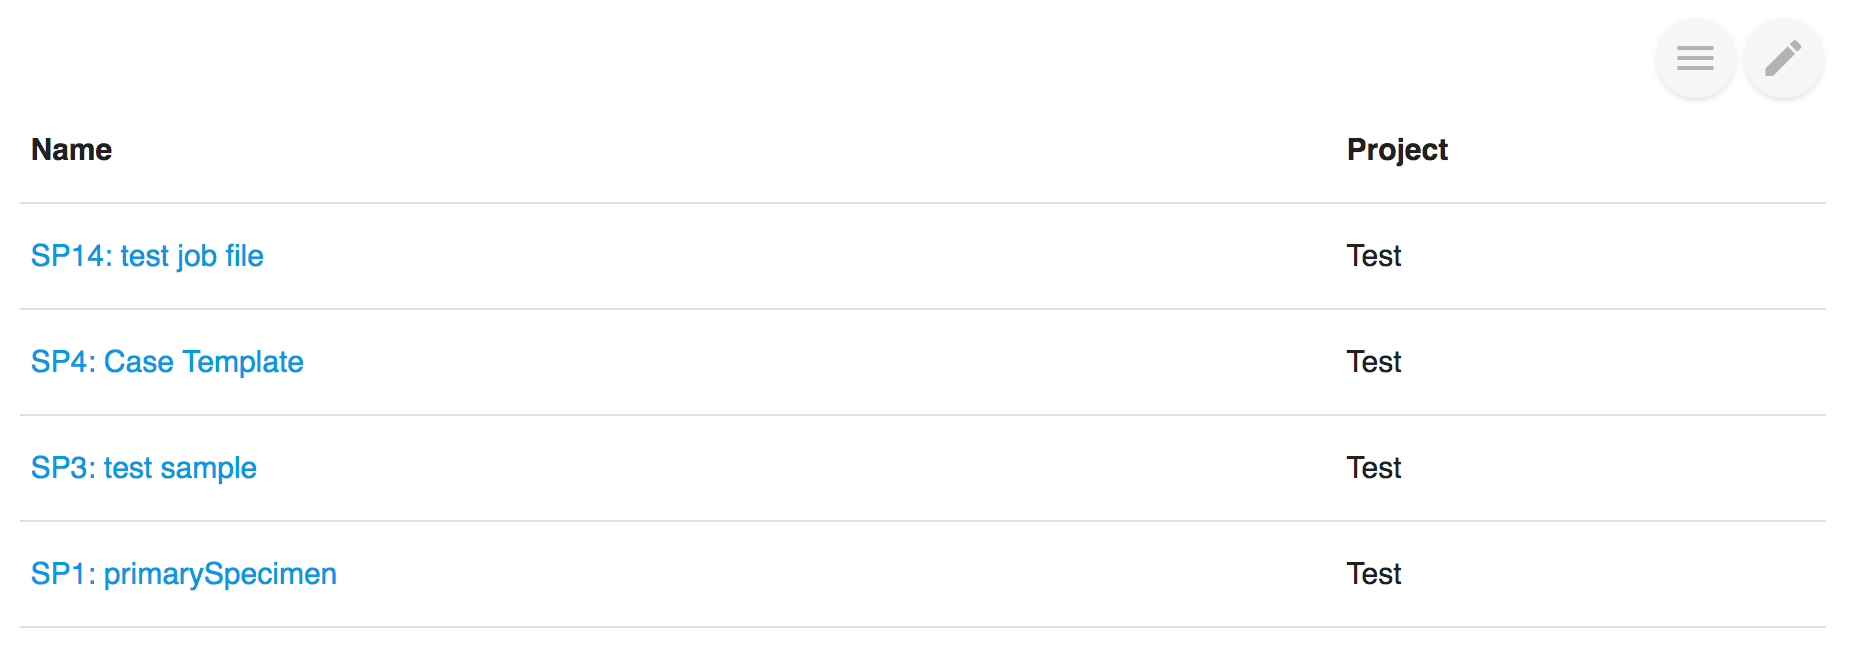 Name Project
SP14: test job file Test
SP4: Case Template Test
SP3: test sample Test
SP1: primarySpecimen Test